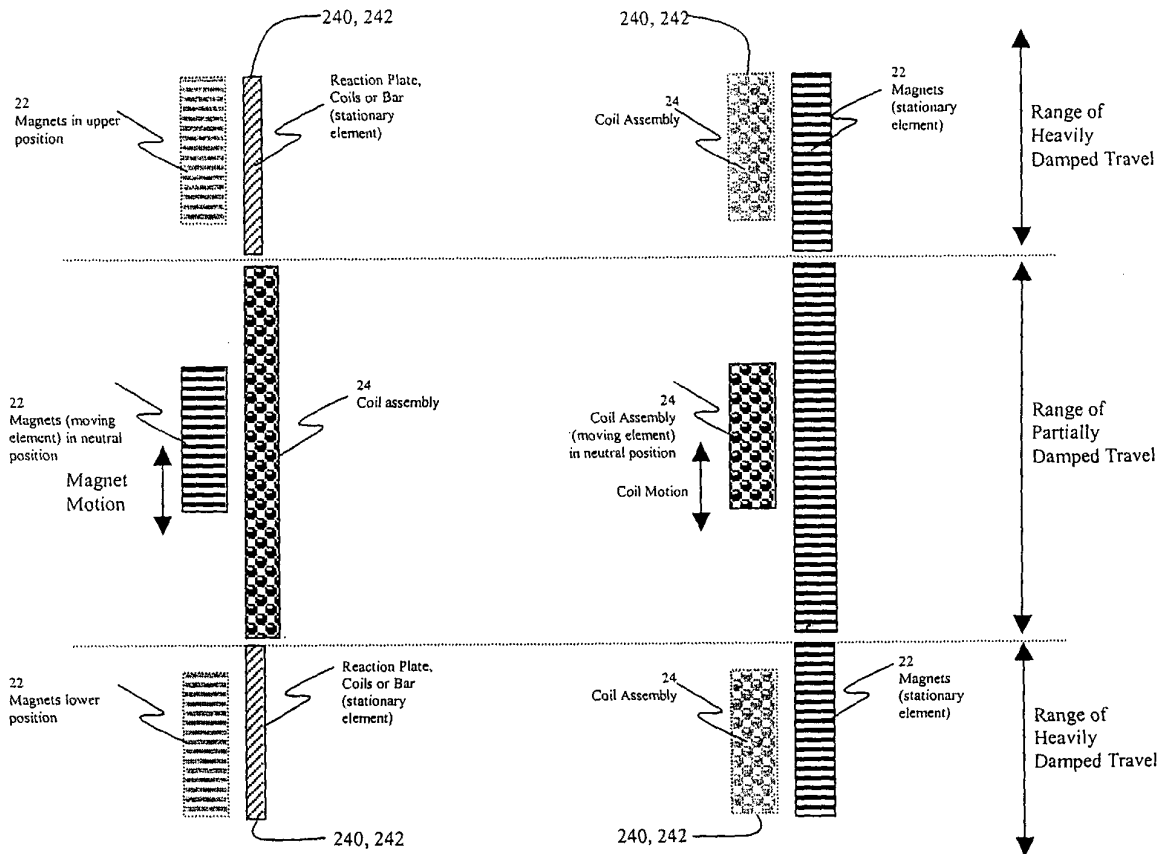 240, 242
240, 242
22
Magnets in upper
position
Reaction Plate,
Coils or Bar
(stationary
element)
24
Coil Assembly
22
Magnets
(stationary
element)
Range of
Heavily
Damped Travel
22
Magnets (moving
element) in neutral
position
Magnet
Motion
24
Coil assembly
24
Coil Assembly
(moving element)
in neutral position
Coil Motion
Range of
Partially
Damped Travel
22
Magnets lower
position
Reaction Plate,
Coils or Bar
(stationary
element)
24
Coil Assembly
22
Magnets
(stationary
element)
Range of
Heavily
Damped Travel
240, 242
240, 242